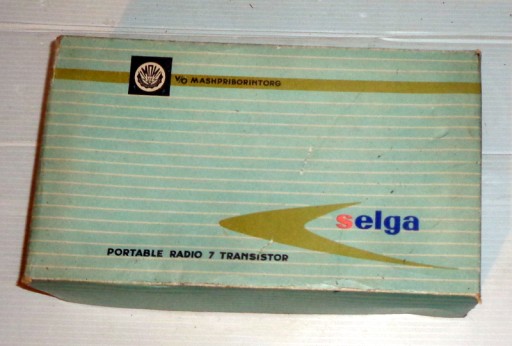 V/O MASHPRIBORINTORG
selga
PORTABLE RADIO 7 TRANSISTOR